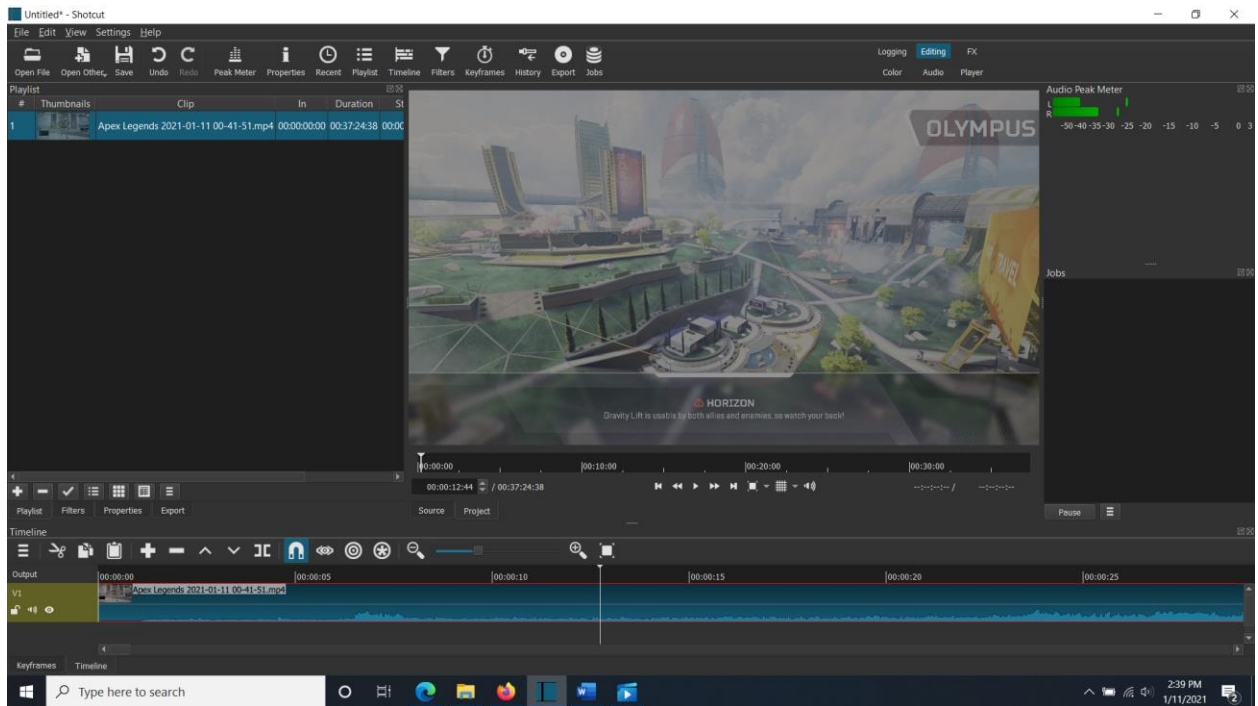 Untitled* - Shotcut
File Edit View Settings Help
Open File Open Other Save Undo Redo Peak Meter Properties Recent Playlist Timeline Filters Keyframes History Export Jobs
Logging Editing FX
Color Audio Player
Playlist
# Thumbnails Clip In Duration St
1 Apex Legends 2021-01-11 00-41-51.mp4 00:00:00:00 00:37:24:38 00:00
OLYMPUS
TRAVEL
HORIZON
Gravity Lift is usable by both allies and enemies, so watch your back!
Audio Peak Meter
L
R
-50 -40 -35 -30 -25 -20 -15 -10 -5 0 3
Jobs
00:00:00 00:10:00 00:20:00 00:30:00
00:00:12:44 / 00:37:24:38 --:--:--:-- / --:--:--:--
Playlist Filters Properties Export
Source Project
Pause
Timeline
Output 00:00:00 00:00:05 00:00:10 00:00:15 00:00:20 00:00:25
V1 Apex Legends 2021-01-11 00-41-51.mp4
Keyframes Timeline
Type here to search
2:39 PM
1/11/2021
2